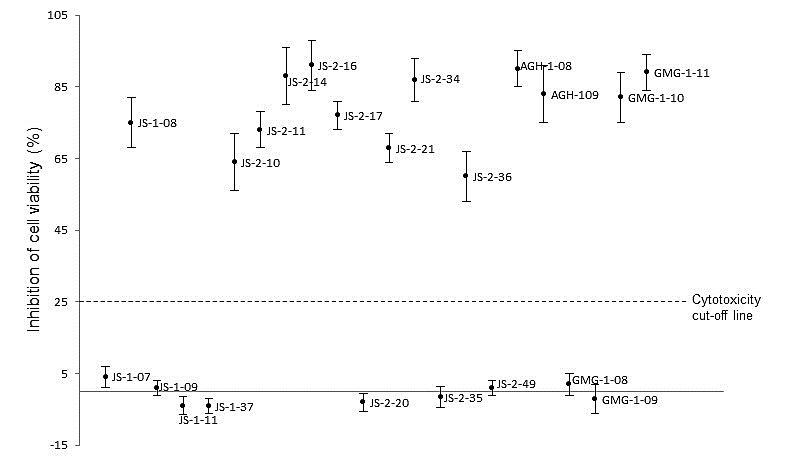 105
JS-2-16
AGH-1-08
GMG-1-11
JS-2-34
JS-2-14
85
AGH-109
GMG-1-10
JS-2-17
JS-1-08
JS-2-11
JS-2-21
65
JS-2-10
JS-2-36
Inhibition of cell viability (%)
45
25
Cytotoxicity
cut-off line
5
JS-1-07
GMG-1-08
JS-1-09
JS-2-49
JS-2-35
GMG-1-09
JS-2-20
JS-1-37
JS-1-11
-15